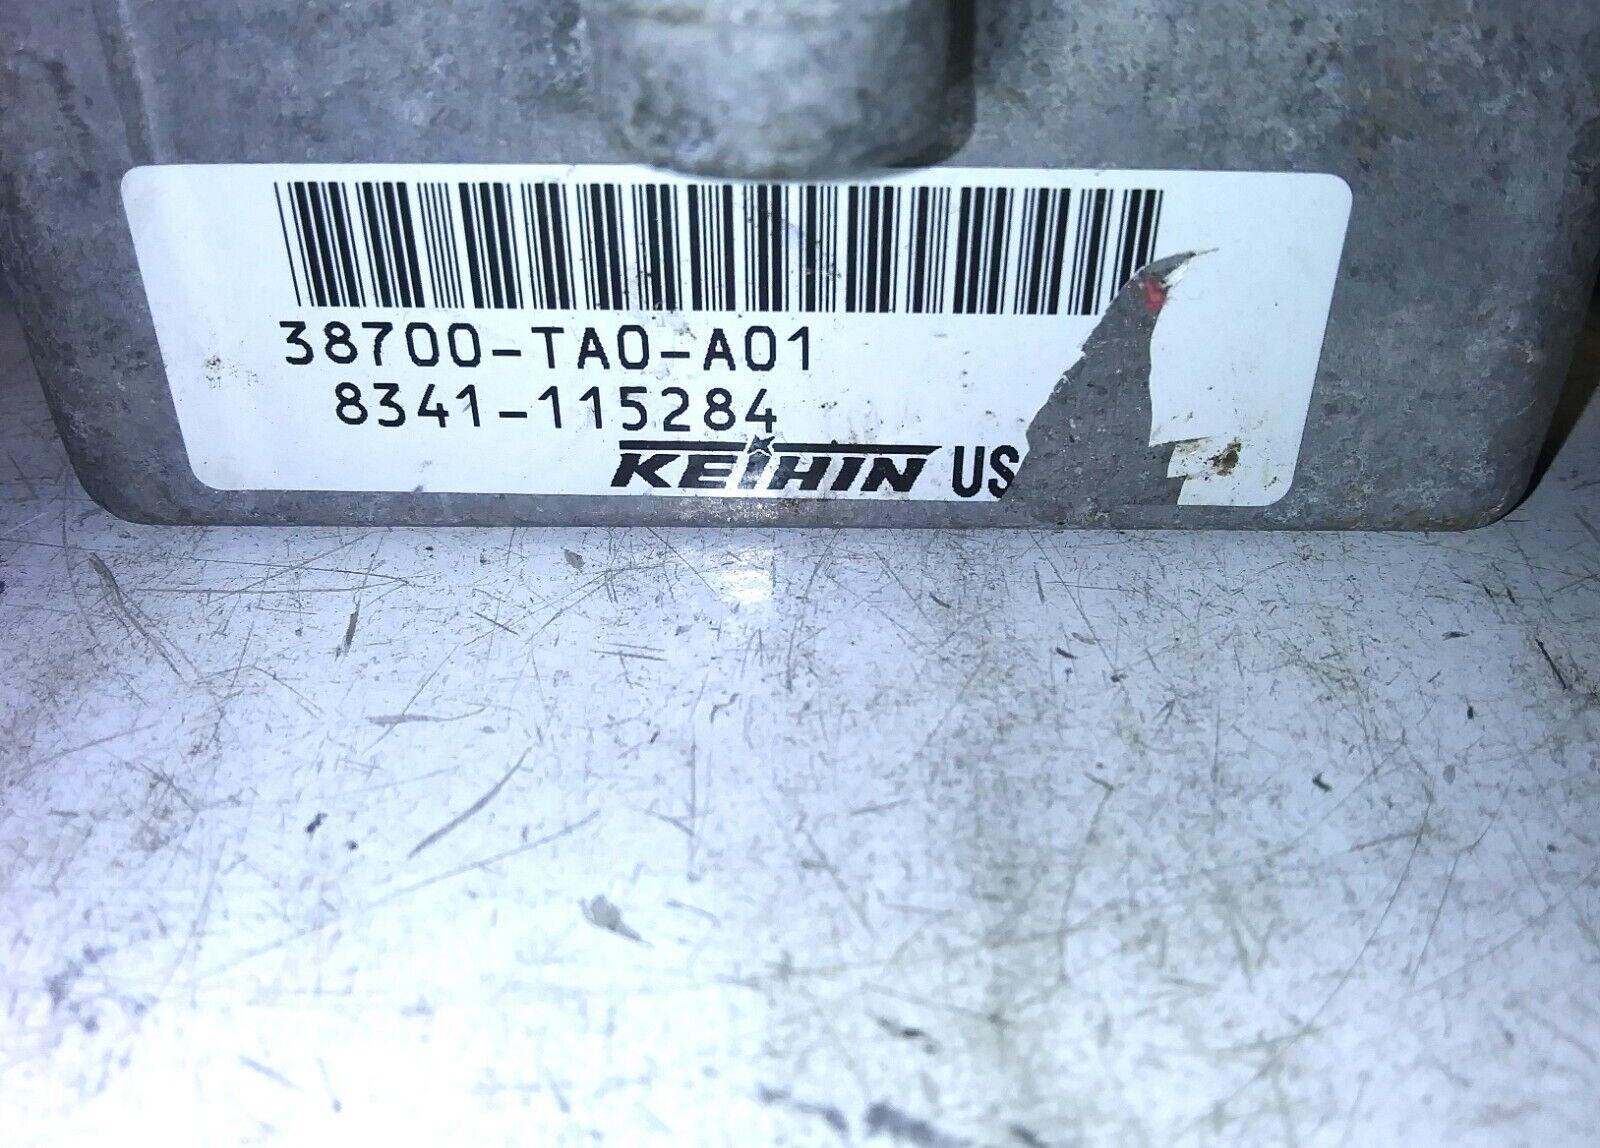 38700-TA0-A01
8341-115284
KEIHIN US